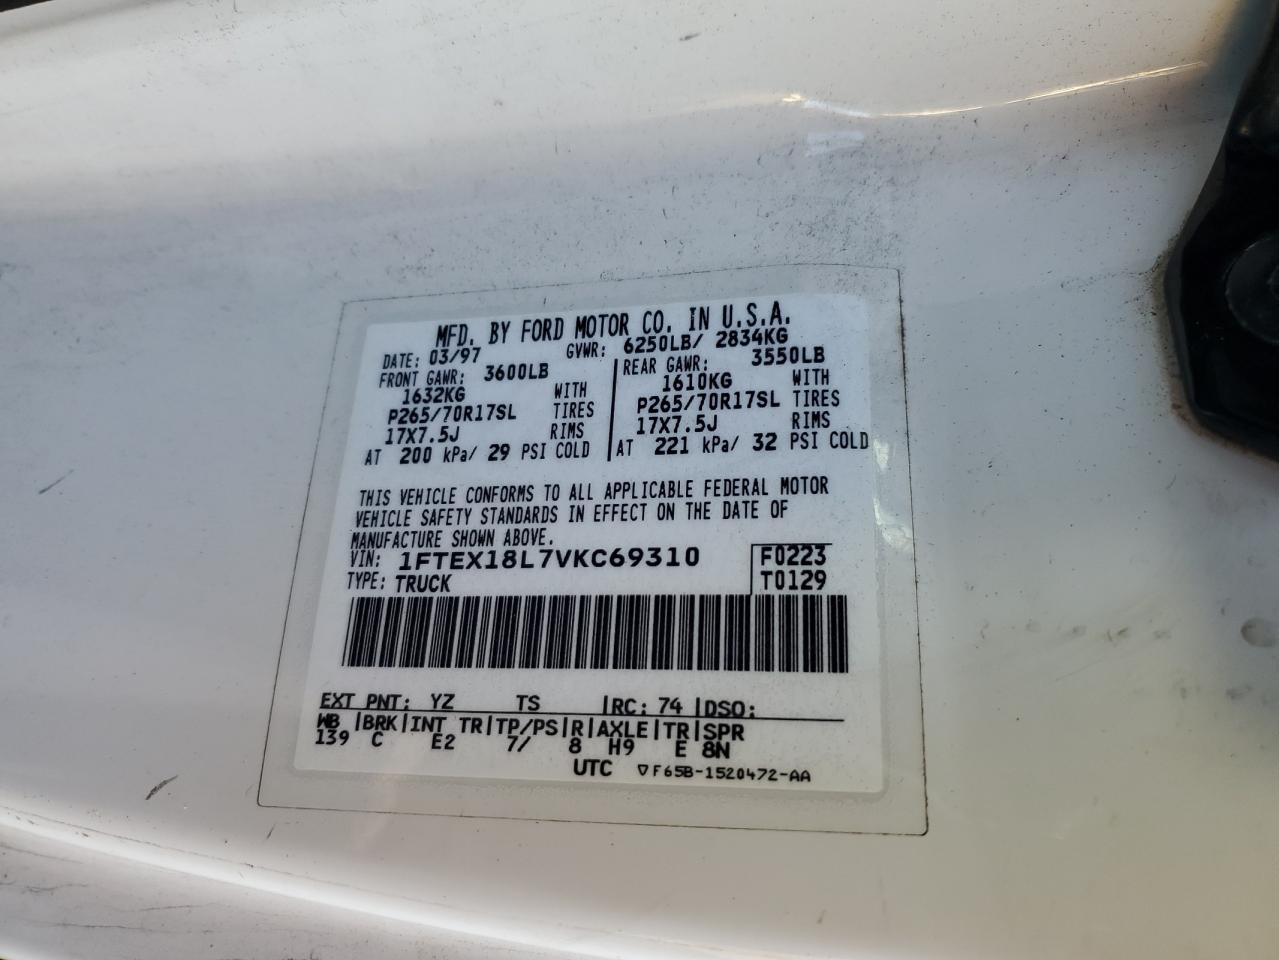 MFD. BY FORD MOTOR CO. IN U.S.A.
DATE: 03/97 GVWR: 6250LB/ 2834KG
FRONT GAWR: 3600LB REAR GAWR: 3550LB
1632KG WITH 1610KG WITH
P265/70R17SL TIRES P265/70R17SL TIRES
17X7.5J RIMS 17X7.5J RIMS
AT 200 kPa/ 29 PSI COLD AT 221 kPa/ 32 PSI COLD
THIS VEHICLE CONFORMS TO ALL APPLICABLE FEDERAL MOTOR
VEHICLE SAFETY STANDARDS IN EFFECT ON THE DATE OF
MANUFACTURE SHOWN ABOVE.
VIN: 1FTEX18L7VKC69310 F0223
TYPE: TRUCK T0129
EXT PNT: YZ TS |RC: 74 |DSO:
WB |BRK|INT TR|TP/PS|R|AXLE|TR|SPR
139 C E2 7/ 8 H9 E 8N
UTC ▽F65B-1520472-AA